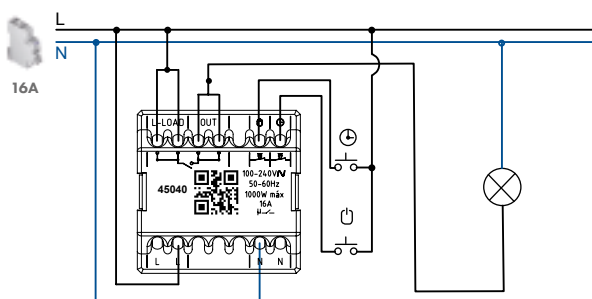 L
N
16A
L-LOAD OUT
45040
100-240V
50-60Hz
1000W máx
16A
µ
L L N N